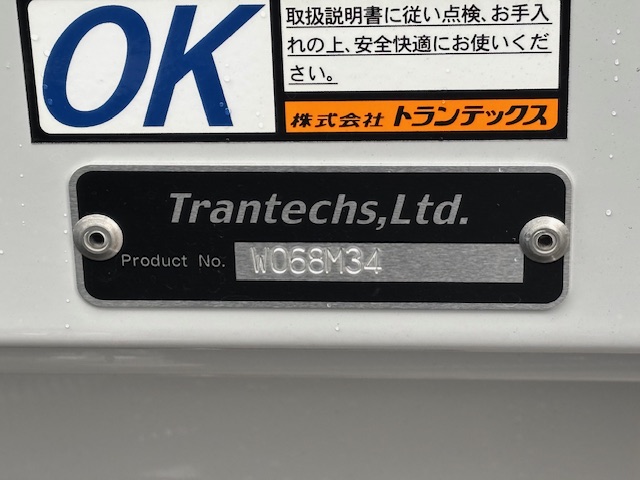 OK
取扱説明書に従い点検、お手入
れの上、安全快適にお使いくだ
さい。
株式会社 トランテックス
Trantechs,Ltd.
Product No. W068M34